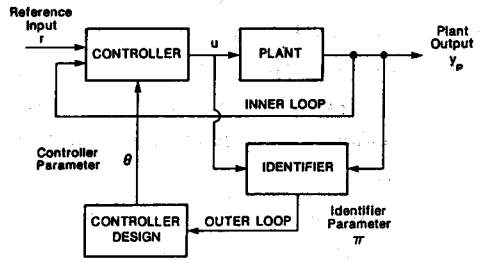 Reference
Input
r
CONTROLLER
u
PLANT
Plant
Output
yP
INNER LOOP
Controller
Parameter
θ
IDENTIFIER
CONTROLLER
DESIGN
OUTER LOOP
Identifier
Parameter
π